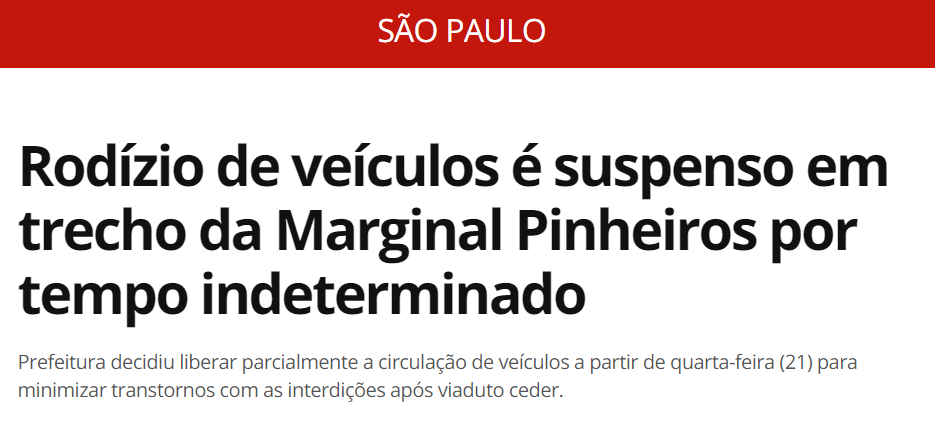 SÃO PAULO
Rodízio de veículos é suspenso em
trecho da Marginal Pinheiros por
tempo indeterminado
Prefeitura decidiu liberar parcialmente a circulação de veículos a partir de quarta-feira (21) para
minimizar transtornos com as interdições após viaduto ceder.